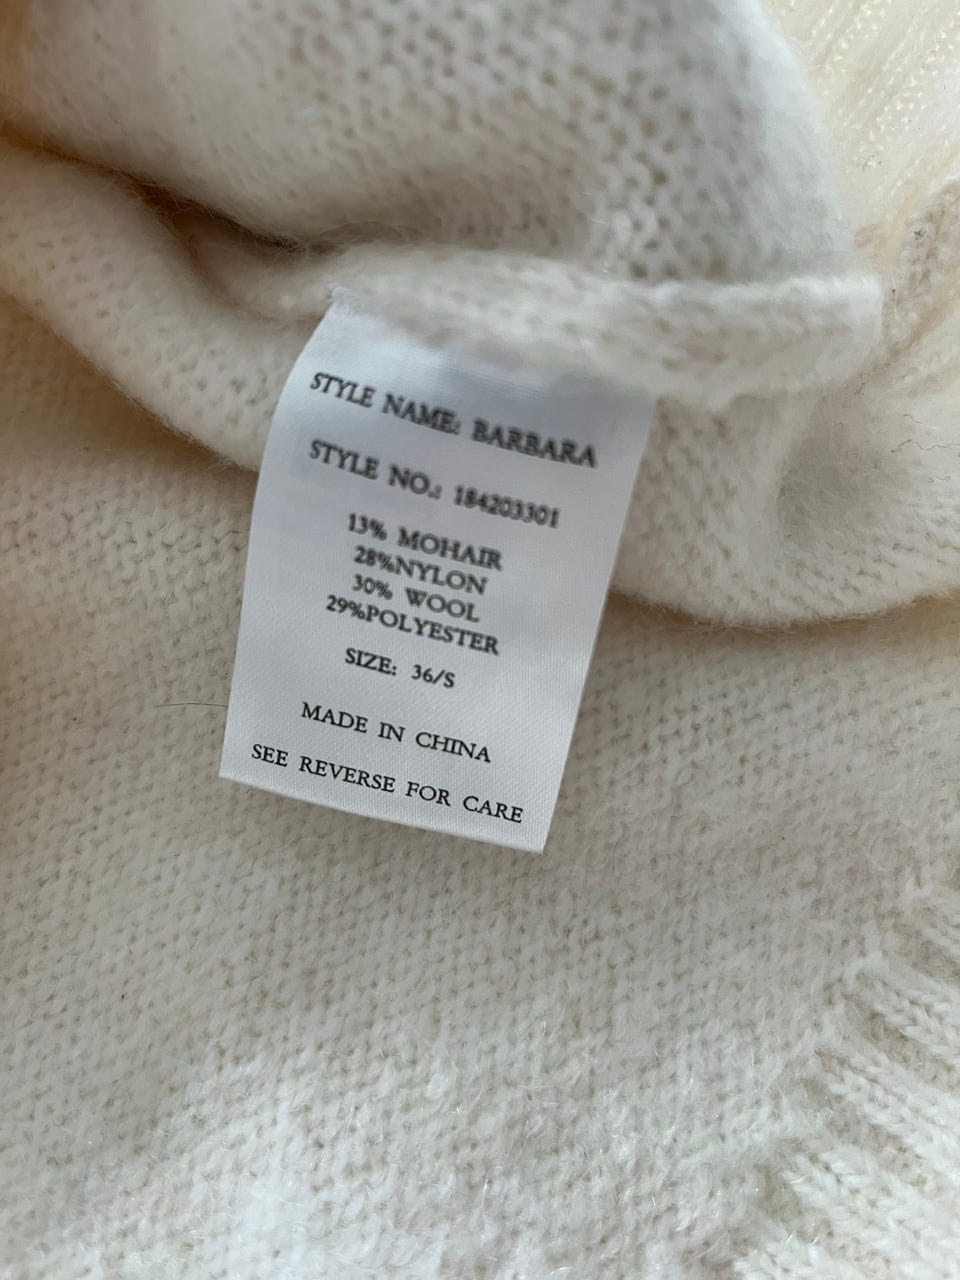 STYLE NAME: BARBARA
STYLE NO.: 184203301
13% MOHAIR
28%NYLON
30% WOOL
29%POLYESTER
SIZE: 36/S
MADE IN CHINA
SEE REVERSE FOR CARE